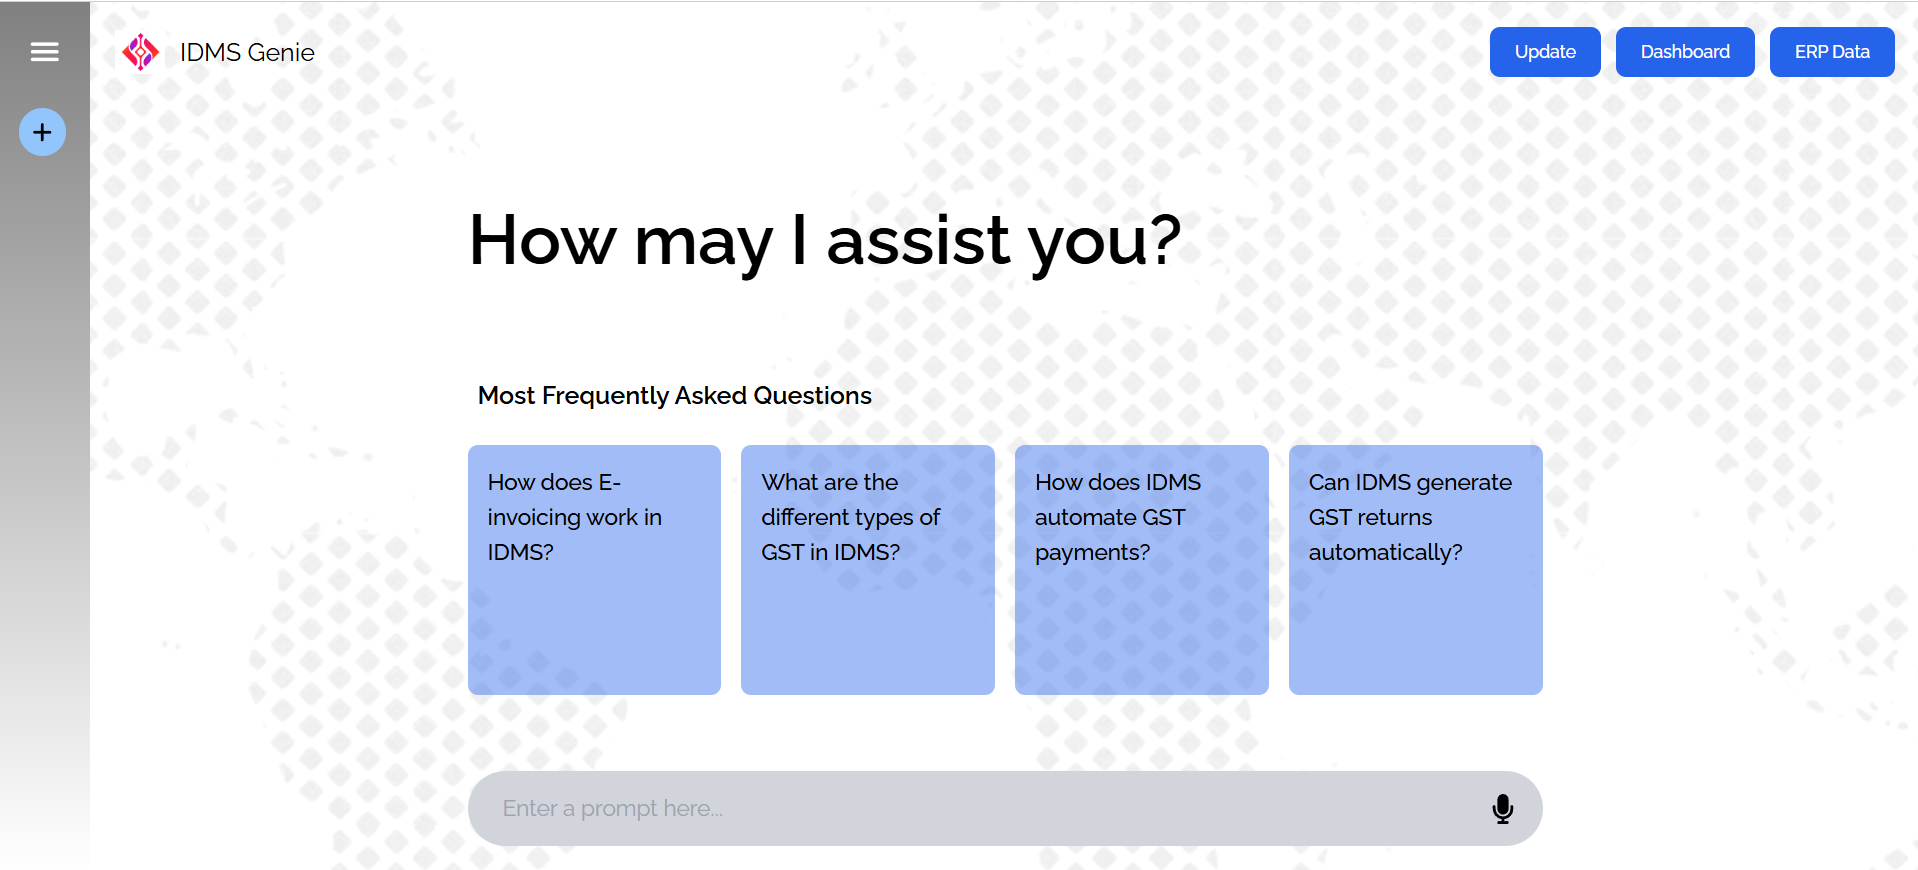 IDMS Genie
Update
Dashboard
ERP Data
How may I assist you?
Most Frequently Asked Questions
How does E-
invoicing work in
IDMS?
What are the
different types of
GST in IDMS?
How does IDMS
automate GST
payments?
Can IDMS generate
GST returns
automatically?
Enter a prompt here...